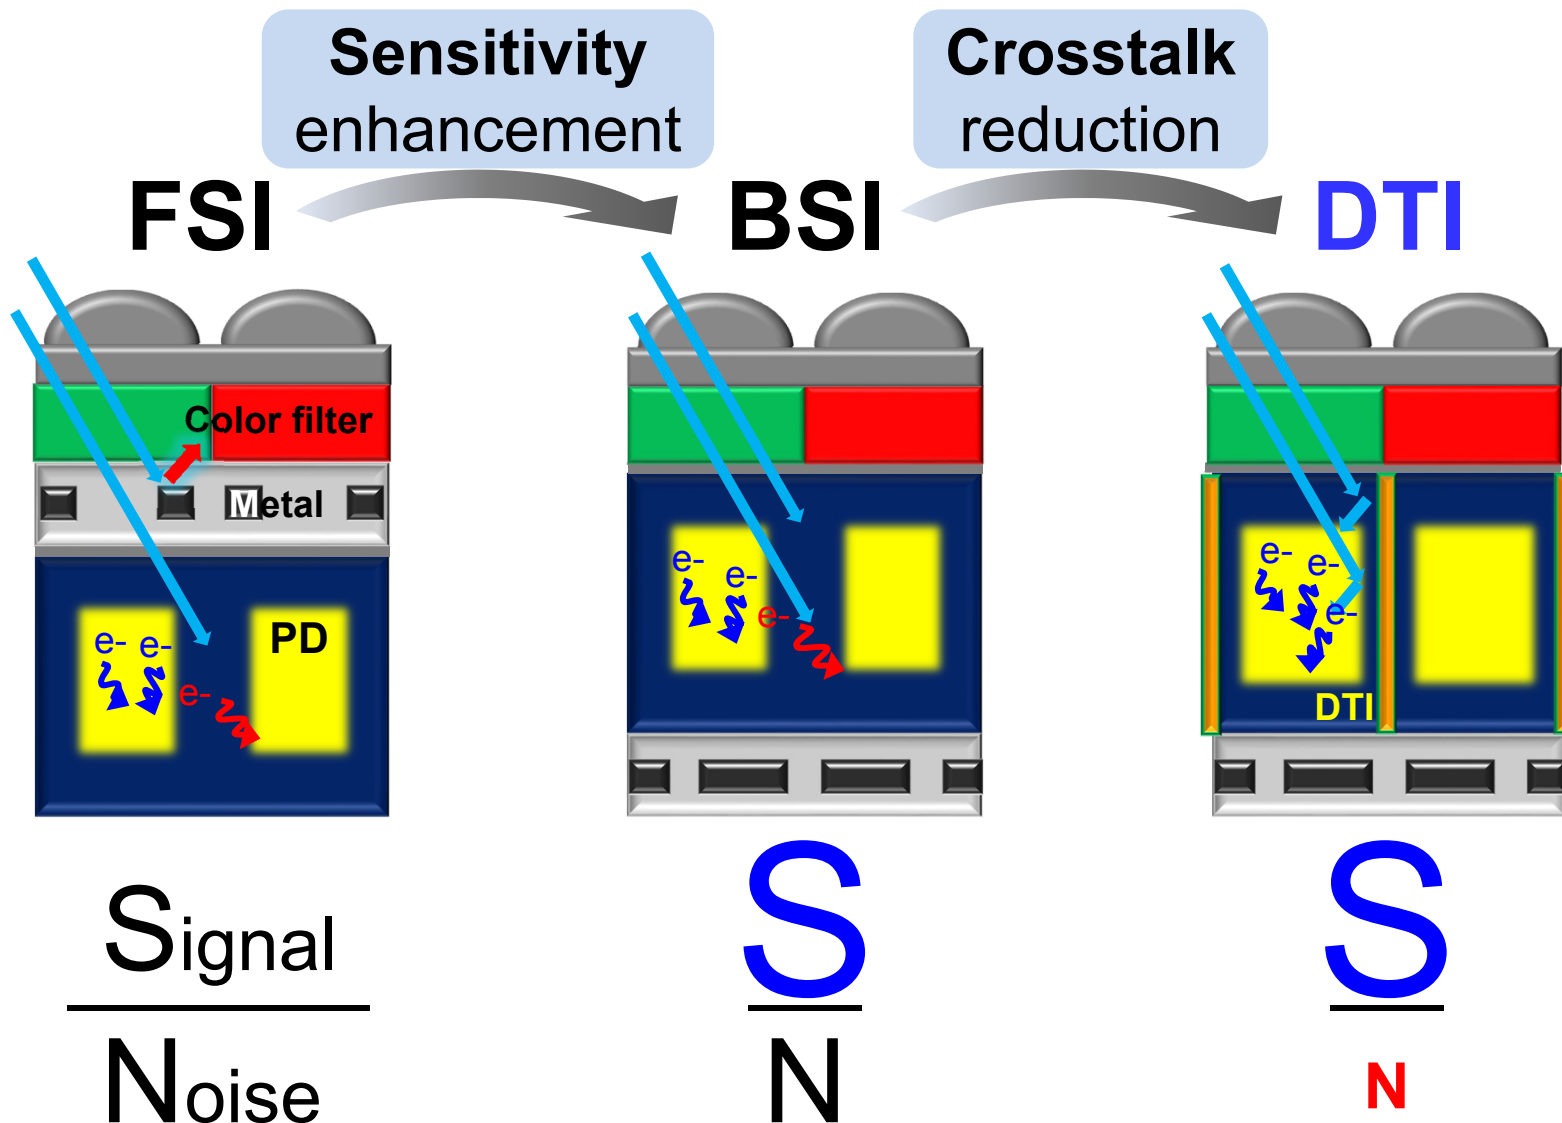 Sensitivity
enhancement
Crosstalk
reduction
FSI
BSI
DTI
Color filter
Metal
PD
e-
e-
e-
e-
e-
e-
e-
e-
e-
DTI
Signal
Noise
S
N
S
N